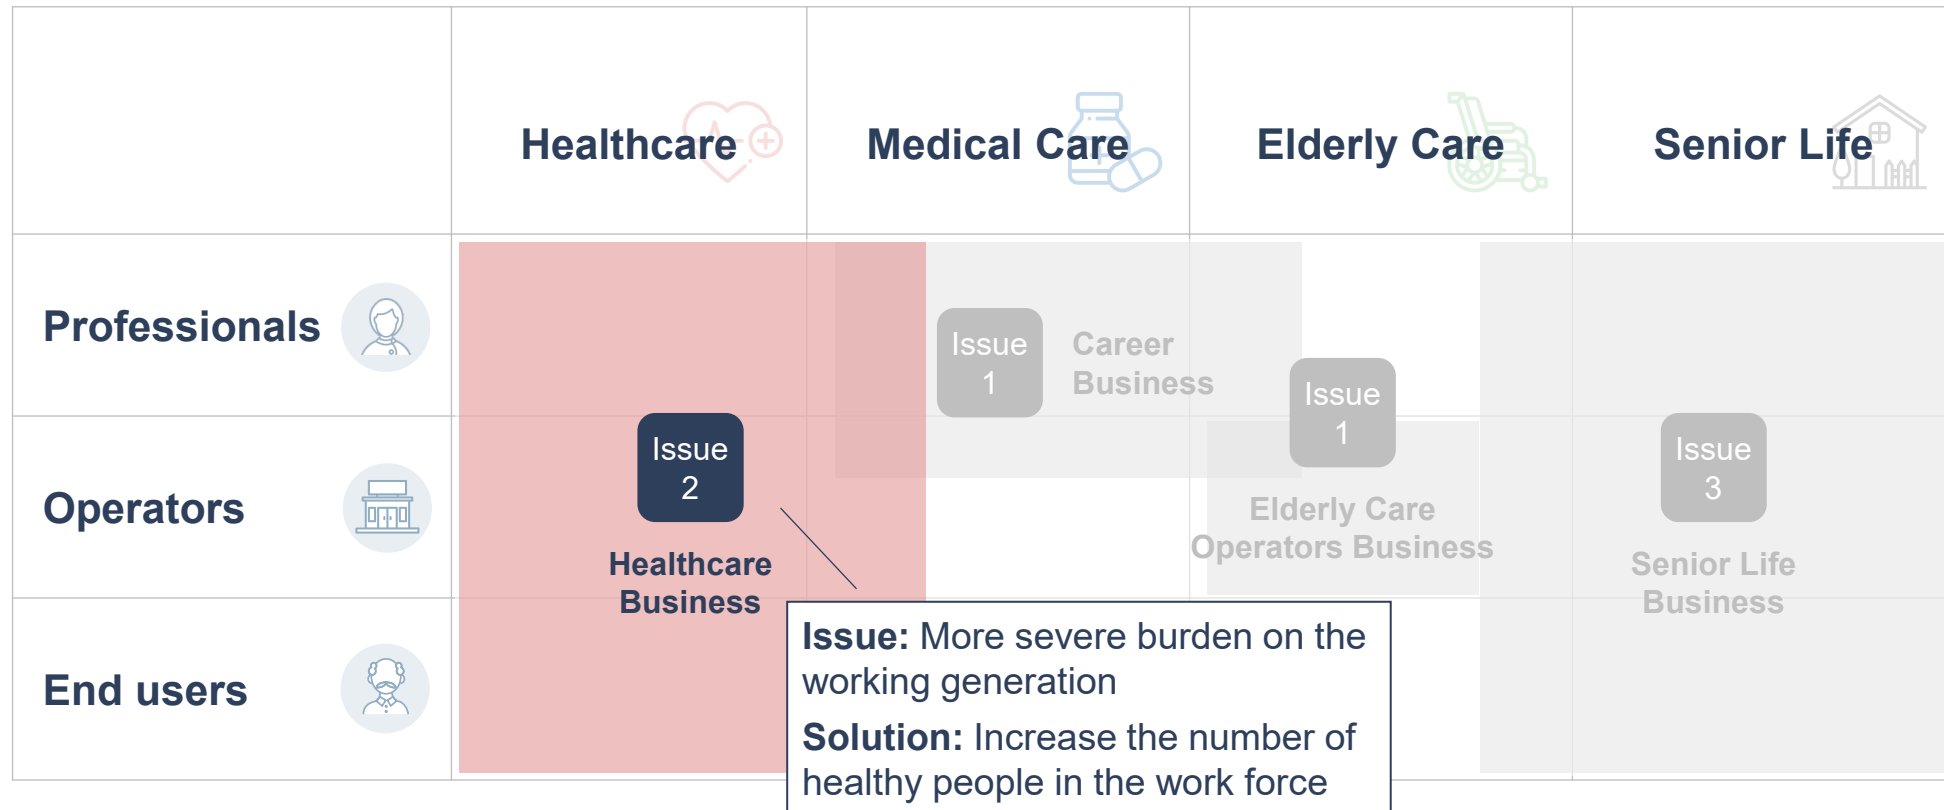 Healthcare
Medical Care
Elderly Care
Senior Life
Professionals
Issue
1
Career
Business
Issue
1
Operators
Issue
2
Healthcare
Business
Elderly Care
Operators Business
Issue
3
Senior Life
Business
End users
Issue: More severe burden on the
working generation
Solution: Increase the number of
healthy people in the work force